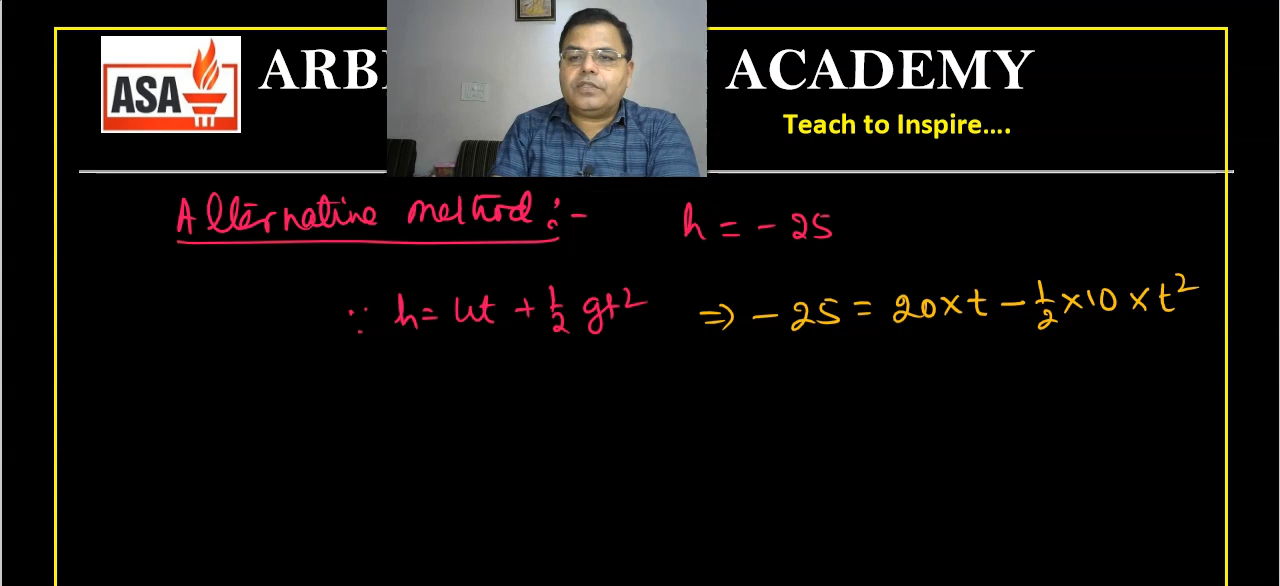 ASA ARB ACADEMY
Teach to Inspire....
Alternative method :- h = - 25
∵ h = ut + 1/2 gt² ⇒ - 25 = 20 × t - 1/2 × 10 × t²